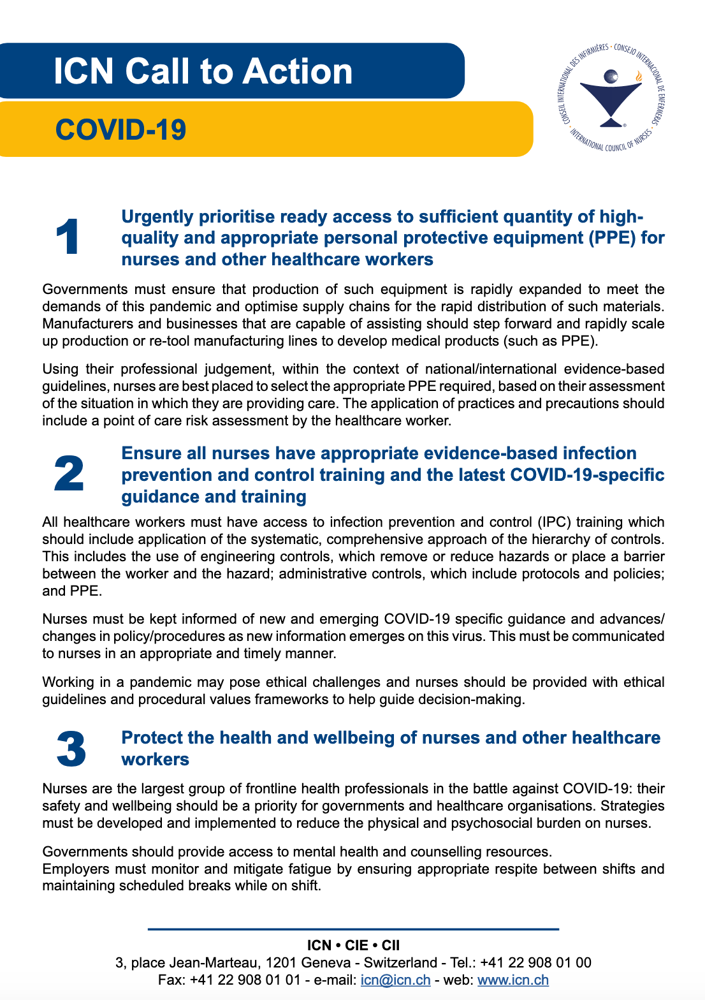 ICN Call to Action
COVID-19
CONSEIL INTERNATIONAL DES INFIRMIÈRES • CONSEJO INTERNACIONAL DE ENFERMERAS • INTERNATIONAL COUNCIL OF NURSES •
®
1
Urgently prioritise ready access to sufficient quantity of high-
quality and appropriate personal protective equipment (PPE) for
nurses and other healthcare workers
Governments must ensure that production of such equipment is rapidly expanded to meet the
demands of this pandemic and optimise supply chains for the rapid distribution of such materials.
Manufacturers and businesses that are capable of assisting should step forward and rapidly scale
up production or re-tool manufacturing lines to develop medical products (such as PPE).
Using their professional judgement, within the context of national/international evidence-based
guidelines, nurses are best placed to select the appropriate PPE required, based on their assessment
of the situation in which they are providing care. The application of practices and precautions should
include a point of care risk assessment by the healthcare worker.
2
Ensure all nurses have appropriate evidence-based infection
prevention and control training and the latest COVID-19-specific
guidance and training
All healthcare workers must have access to infection prevention and control (IPC) training which
should include application of the systematic, comprehensive approach of the hierarchy of controls.
This includes the use of engineering controls, which remove or reduce hazards or place a barrier
between the worker and the hazard; administrative controls, which include protocols and policies;
and PPE.
Nurses must be kept informed of new and emerging COVID-19 specific guidance and advances/
changes in policy/procedures as new information emerges on this virus. This must be communicated
to nurses in an appropriate and timely manner.
Working in a pandemic may pose ethical challenges and nurses should be provided with ethical
guidelines and procedural values frameworks to help guide decision-making.
3
Protect the health and wellbeing of nurses and other healthcare
workers
Nurses are the largest group of frontline health professionals in the battle against COVID-19: their
safety and wellbeing should be a priority for governments and healthcare organisations. Strategies
must be developed and implemented to reduce the physical and psychosocial burden on nurses.
Governments should provide access to mental health and counselling resources.
Employers must monitor and mitigate fatigue by ensuring appropriate respite between shifts and
maintaining scheduled breaks while on shift.
ICN • CIE • CII
3, place Jean-Marteau, 1201 Geneva - Switzerland - Tel.: +41 22 908 01 00
Fax: +41 22 908 01 01 - e-mail: icn@icn.ch - web: www.icn.ch